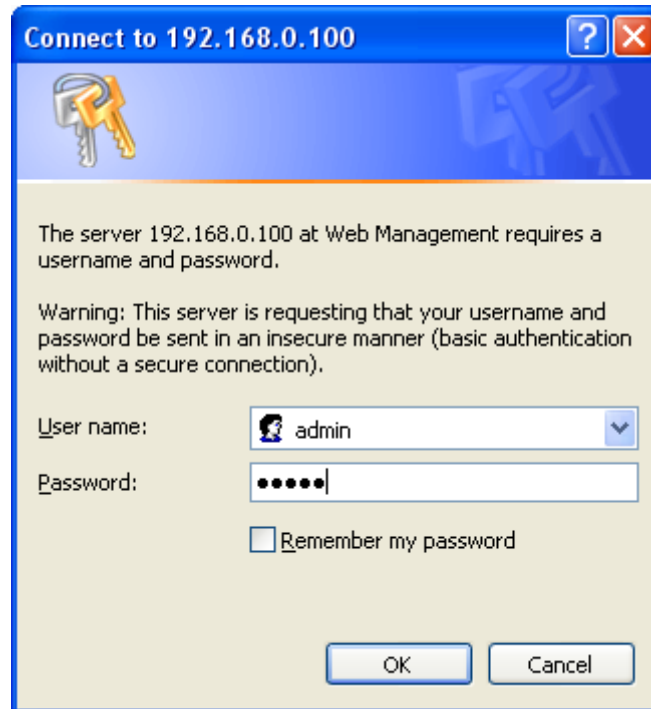 Connect to 192.168.0.100
The server 192.168.0.100 at Web Management requires a
username and password.
Warning: This server is requesting that your username and
password be sent in an insecure manner (basic authentication
without a secure connection).
User name: admin
Password: •••••
Remember my password
OK Cancel